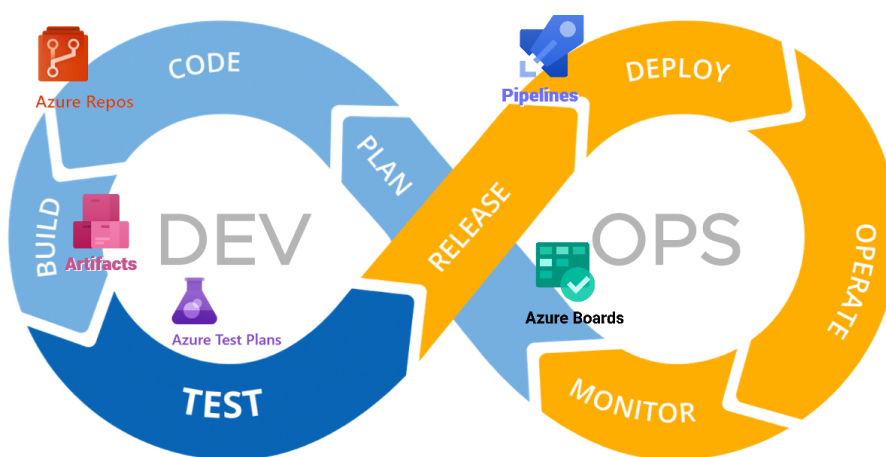 CODE
Azure Repos
PLAN
BUILD
Artifacts
DEV
Azure Test Plans
TEST
RELEASE
Pipelines
DEPLOY
OPS
Azure Boards
OPERATE
MONITOR